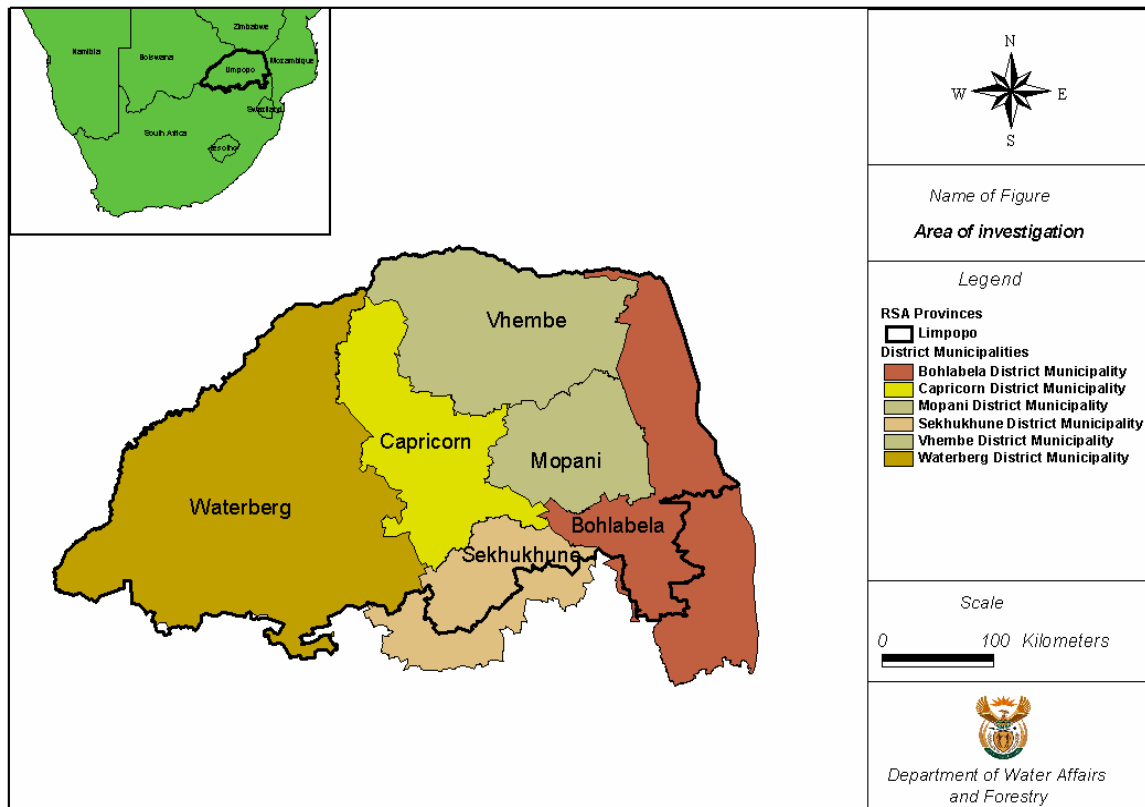 Zimbabwe
Namibia
Botswana
Mozambique
Limpopo
Swaziland
South Africa
Lesotho
N
W
E
S
Name of Figure
Area of investigation
Legend
RSA Provinces
Limpopo
District Municipalities
Bohlabela District Municipality
Capricorn District Municipality
Mopani District Municipality
Sekhukhune District Municipality
Vhembe District Municipality
Waterberg District Municipality
Vhembe
Capricorn
Mopani
Waterberg
Bohlabela
Sekhukhune
Scale
0 100 Kilometers
Department of Water Affairs
and Forestry